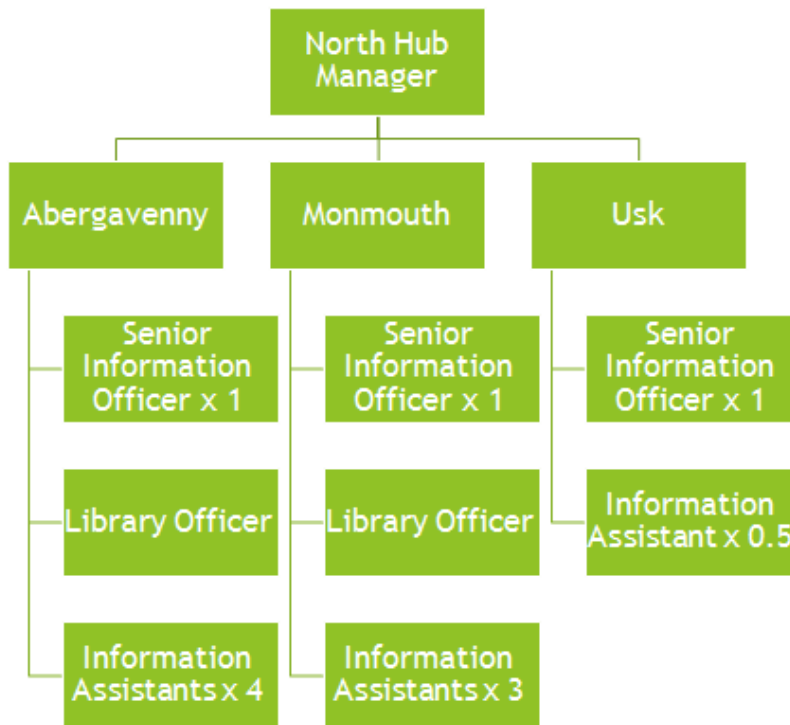 North Hub
Manager
Abergavenny
Monmouth
Usk
Senior
Information
Officer x 1
Senior
Information
Officer x 1
Senior
Information
Officer x 1
Library Officer
Library Officer
Information
Assistant x 0.5
Information
Assistants x 4
Information
Assistants x 3